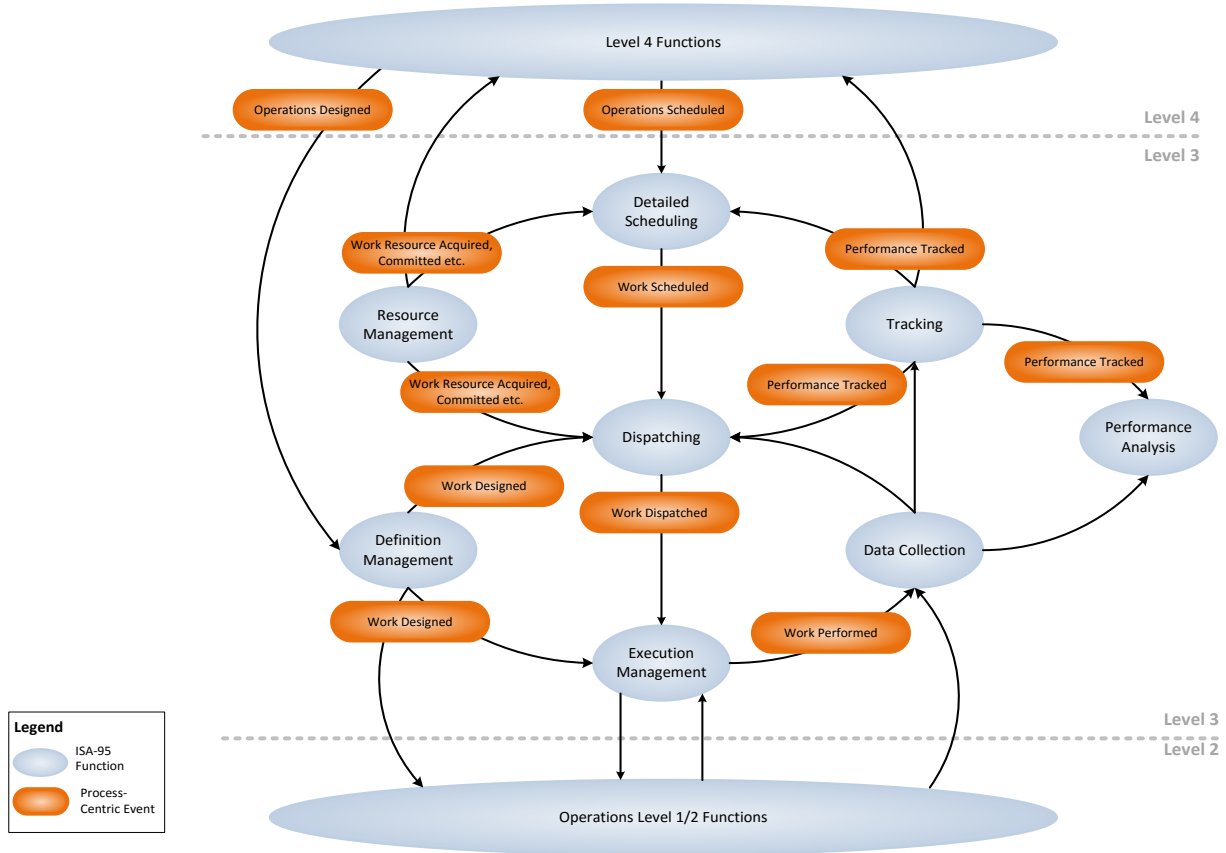 Level 4 Functions
Operations Designed
Operations Scheduled
Level 4
Level 3
Detailed
Scheduling
Work Resource Acquired,
Committed etc.
Performance Tracked
Work Scheduled
Resource
Management
Tracking
Performance Tracked
Work Resource Acquired,
Committed etc.
Performance Tracked
Dispatching
Performance
Analysis
Work Designed
Work Dispatched
Definition
Management
Data Collection
Work Designed
Work Performed
Execution
Management
Level 3
Level 2
Legend
ISA-95
Function
Process-
Centric Event
Operations Level 1/2 Functions